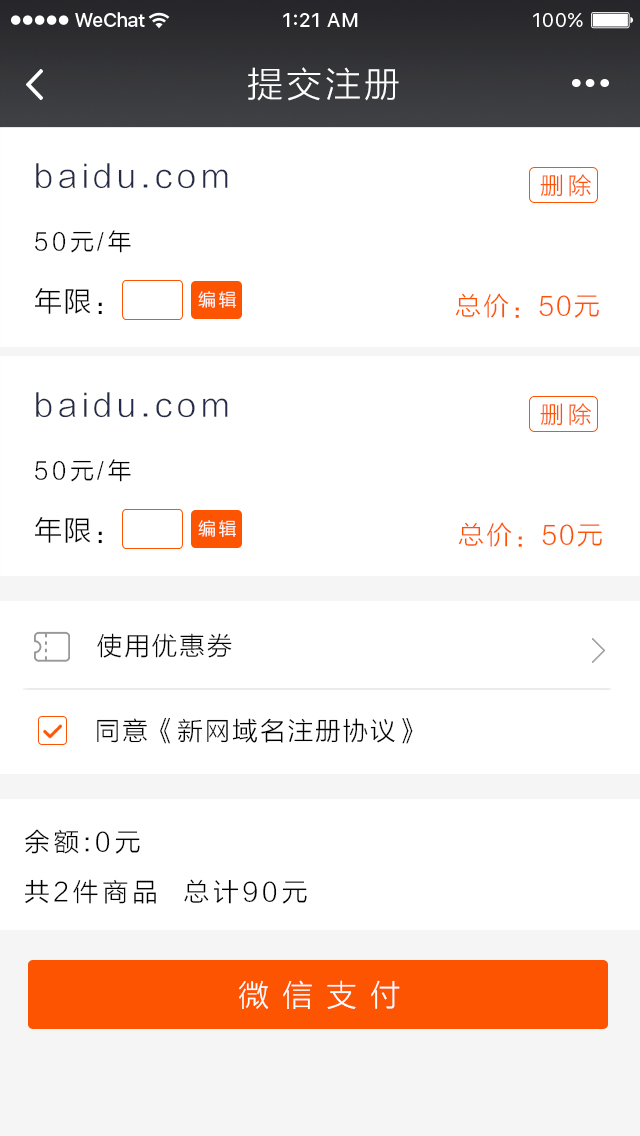 WeChat 1:21 AM 100%
提交注册
baidu.com
删除
50元/年
年限： 编辑 总价：50元
baidu.com
删除
50元/年
年限： 编辑 总价：50元
使用优惠券
同意《新网域名注册协议》
余额:0元
共2件商品 总计90元
微信支付